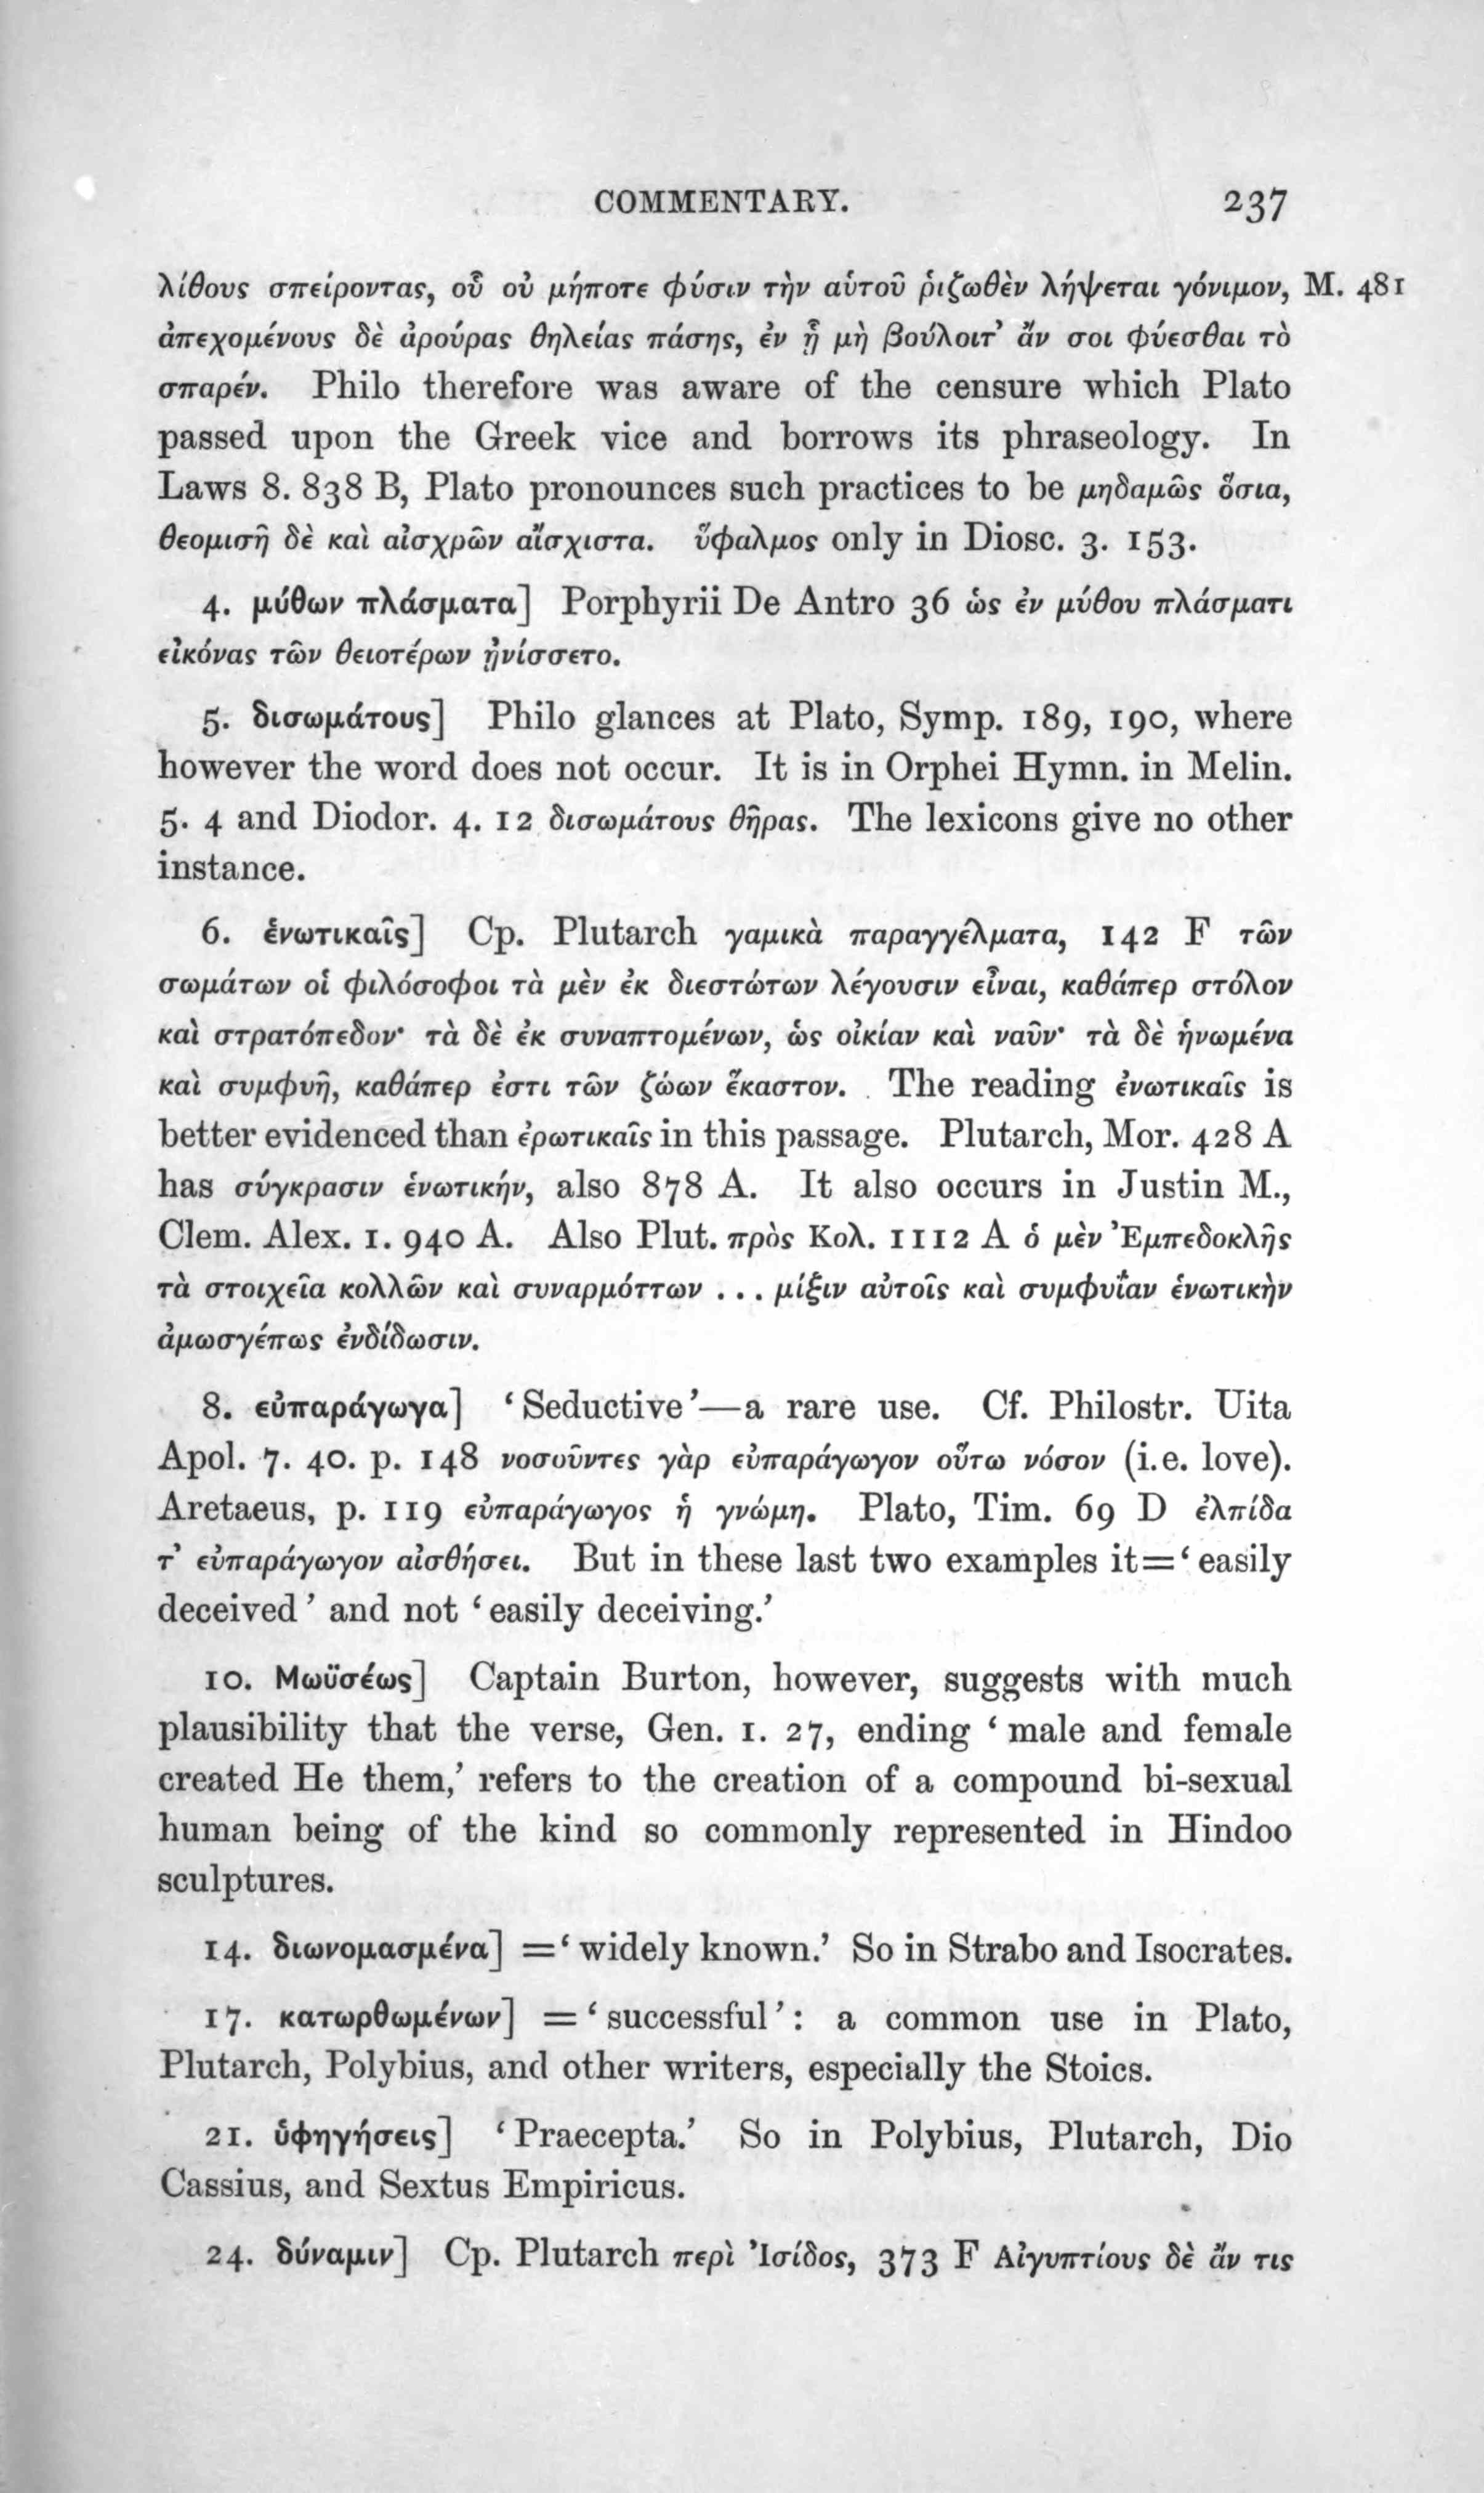 COMMENTARY. 237
λίθους σπείροντας, οὗ οὐ μήποτε φύσιν τὴν αὑτοῦ ῥιζωθὲν λήψεται γόνιμον, M. 481
ἀπεχομένους δὲ ἀρούρας θηλείας πάσης, ἐν ᾗ μὴ βούλοιτ' ἄν σοι φύεσθαι τὸ
σπαρέν. Philo therefore was aware of the censure which Plato
passed upon the Greek vice and borrows its phraseology. In
Laws 8. 838 B, Plato pronounces such practices to be μηδαμῶς ὅσια,
θεομισῆ δὲ καὶ αἰσχρῶν αἴσχιστα. ὕφαλμος only in Diosc. 3. 153.
4. μύθων πλάσματα] Porphyrii De Antro 36 ὡς ἐν μύθου πλάσματι
εἰκόνας τῶν θειοτέρων ᾐνίσσετο.
5. δισωμάτους] Philo glances at Plato, Symp. 189, 190, where
however the word does not occur. It is in Orphei Hymn. in Melin.
5. 4 and Diodor. 4. 12 δισωμάτους θῆρας. The lexicons give no other
instance.
6. ἑνωτικαῖς] Cp. Plutarch γαμικὰ παραγγέλματα, 142 F τῶν
σωμάτων οἱ φιλόσοφοι τὰ μὲν ἐκ διεστώτων λέγουσιν εἶναι, καθάπερ στόλον
καὶ στρατόπεδον· τὰ δὲ ἐκ συναπτομένων, ὡς οἰκίαν καὶ ναῦν· τὰ δὲ ἡνωμένα
καὶ συμφυῆ, καθάπερ ἐστι τῶν ζώων ἕκαστον. The reading ἐνωτικαῖς is
better evidenced than ἐρωτικαῖς in this passage. Plutarch, Mor. 428 A
has σύγκρασιν ἑνωτικήν, also 878 A. It also occurs in Justin M.,
Clem. Alex. 1. 940 A. Also Plut. πρὸς Κολ. 1112 A ὁ μὲν Ἐμπεδοκλῆς
τὰ στοιχεῖα κολλῶν καὶ συναρμόττων ... μίξιν αὐτοῖς καὶ συμφυΐαν ἑνωτικὴν
ἁμωσγέπως ἐνδίδωσιν.
8. εὐπαράγωγα] ‘Seductive’—a rare use. Cf. Philostr. Uita
Apol. 7. 40. p. 148 νοσοῦντες γὰρ εὐπαράγωγον οὕτω νόσον (i.e. love).
Aretaeus, p. 119 εὐπαράγωγος ἡ γνώμη. Plato, Tim. 69 D ἐλπίδα
τ' εὐπαράγωγον αἰσθήσει. But in these last two examples it=‘easily
deceived’ and not ‘easily deceiving.’
10. Μωϋσέως] Captain Burton, however, suggests with much
plausibility that the verse, Gen. 1. 27, ending ‘male and female
created He them,’ refers to the creation of a compound bi-sexual
human being of the kind so commonly represented in Hindoo
sculptures.
14. διωνομασμένα] =‘widely known.’ So in Strabo and Isocrates.
17. κατωρθωμένων] =‘successful’: a common use in Plato,
Plutarch, Polybius, and other writers, especially the Stoics.
21. ὑφηγήσεις] ‘Praecepta.’ So in Polybius, Plutarch, Dio
Cassius, and Sextus Empiricus.
24. δύναμιν] Cp. Plutarch περὶ Ἰσίδος, 373 F Αἰγυπτίους δὲ ἄν τις